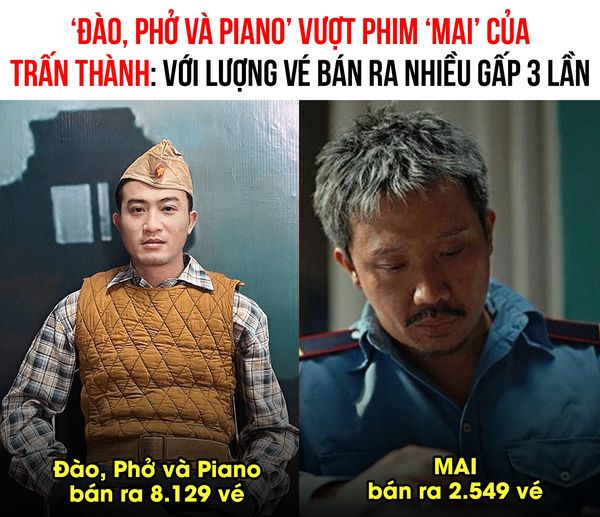 ‘ĐÀO, PHỞ VÀ PIANO’ VƯỢT PHIM ‘MAI’ CỦA
TRẤN THÀNH: VỚI LƯỢNG VÉ BÁN RA NHIỀU GẤP 3 LẦN
Đào, Phở và Piano
bán ra 8.129 vé
MAI
bán ra 2.549 vé